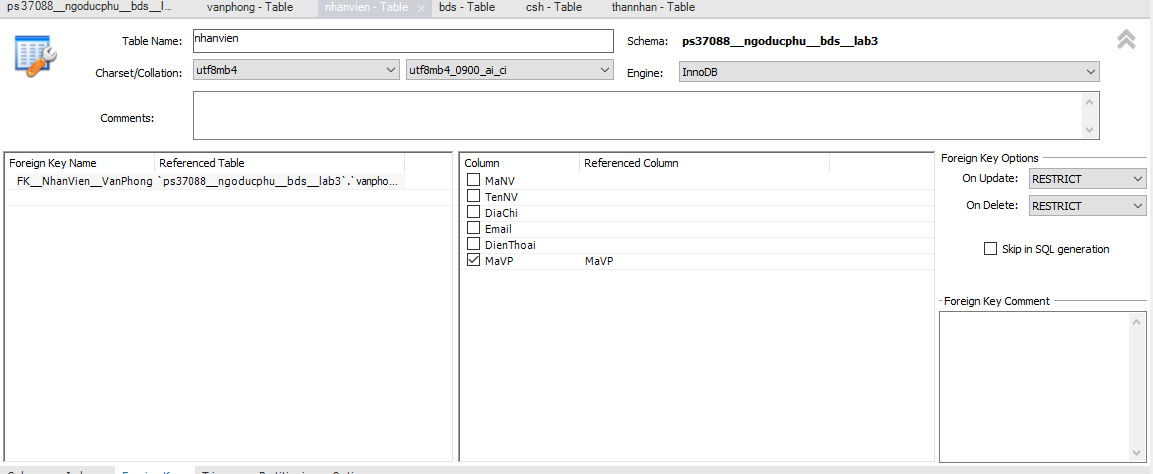 ps37088__ngoducphu__bds__l... vanphong - Table nhanvien - Table bds - Table csh - Table thannhan - Table
Table Name: nhanvien Schema: ps37088__ngoducphu__bds__lab3
Charset/Collation: utf8mb4 utf8mb4_0900_ai_ci Engine: InnoDB
Comments:
Foreign Key Name Referenced Table
FK__NhanVien__VanPhong `ps37088__ngoducphu__bds__lab3`.`vanpho...
Column Referenced Column
MaNV
TenNV
DiaChi
Email
DienThoai
MaVP MaVP
Foreign Key Options
On Update: RESTRICT
On Delete: RESTRICT
Skip in SQL generation
Foreign Key Comment